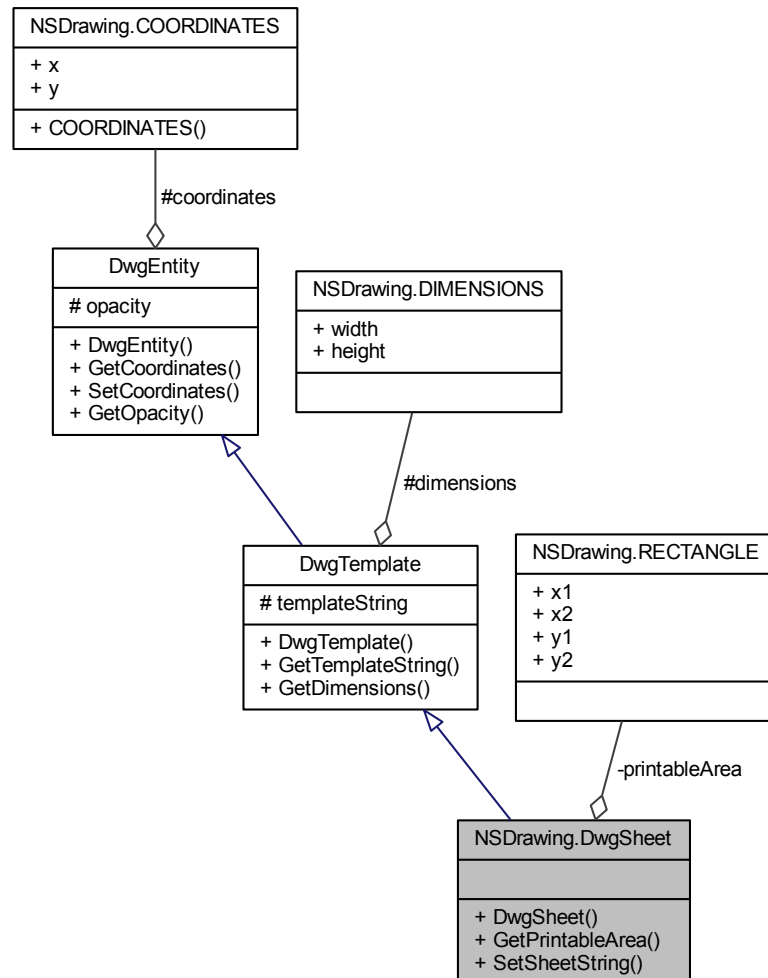 NSDrawing.COORDINATES
+ x
+ y
+ COORDINATES()
#coordinates
DwgEntity
# opacity
+ DwgEntity()
+ GetCoordinates()
+ SetCoordinates()
+ GetOpacity()
NSDrawing.DIMENSIONS
+ width
+ height
#dimensions
DwgTemplate
# templateString
+ DwgTemplate()
+ GetTemplateString()
+ GetDimensions()
NSDrawing.RECTANGLE
+ x1
+ x2
+ y1
+ y2
-printableArea
NSDrawing.DwgSheet
+ DwgSheet()
+ GetPrintableArea()
+ SetSheetString()